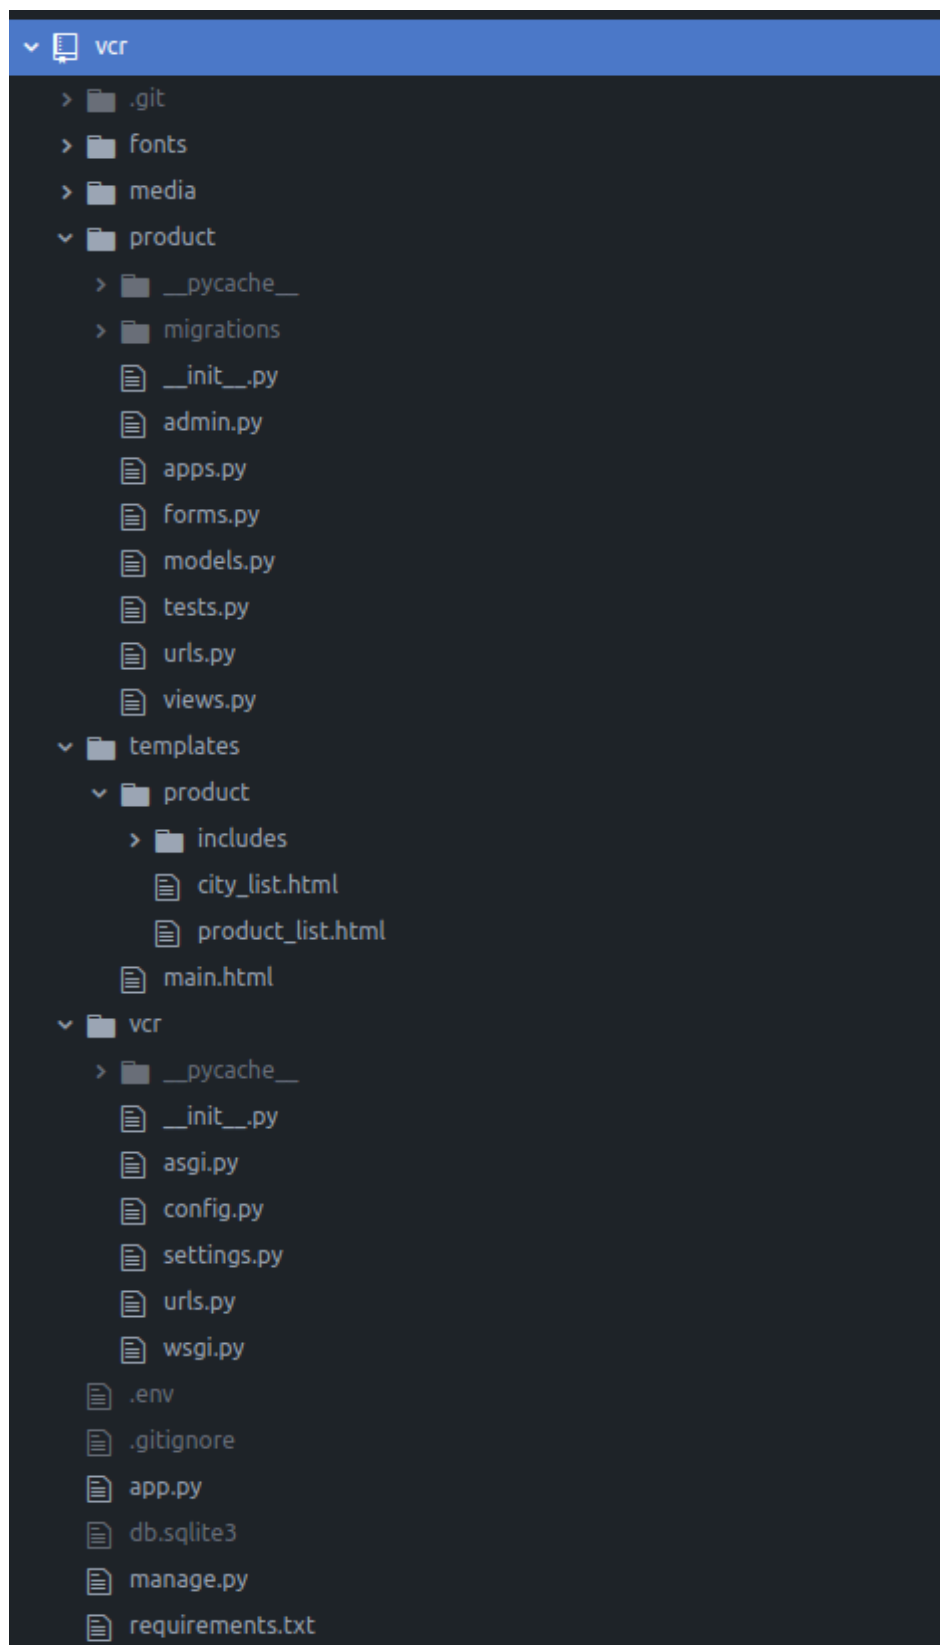 vcr
.git
fonts
media
product
__pycache__
migrations
__init__.py
admin.py
apps.py
forms.py
models.py
tests.py
urls.py
views.py
templates
product
includes
city_list.html
product_list.html
main.html
vcr
__pycache__
__init__.py
asgi.py
config.py
settings.py
urls.py
wsgi.py
.env
.gitignore
app.py
db.sqlite3
manage.py
requirements.txt